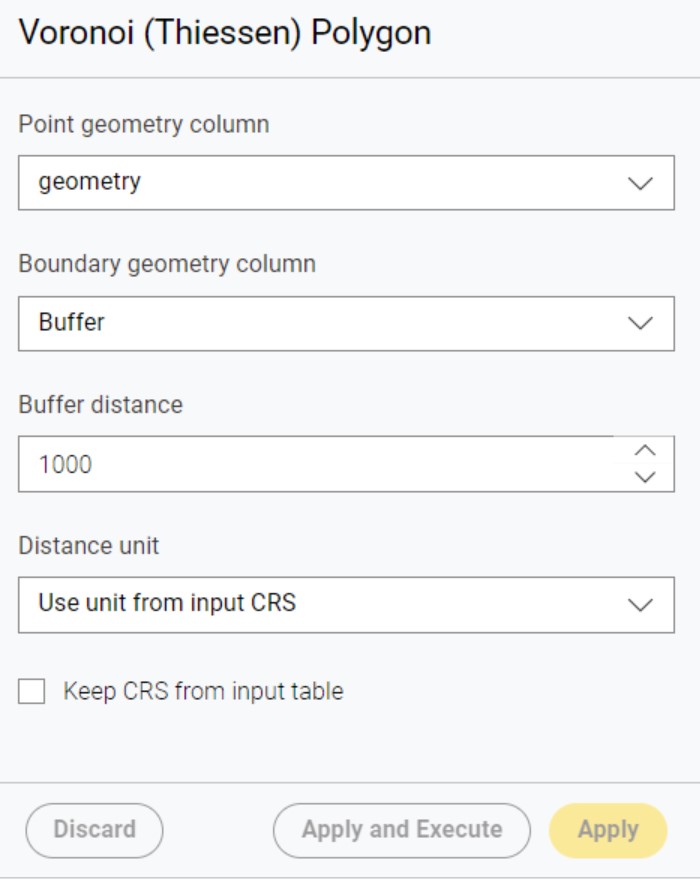 Voronoi (Thiessen) Polygon
Point geometry column
geometry
Boundary geometry column
Buffer
Buffer distance
1000
Distance unit
Use unit from input CRS
Keep CRS from input table
Discard
Apply and Execute
Apply